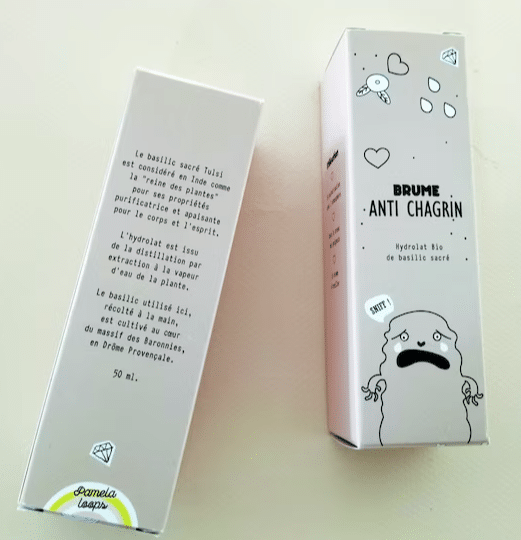 Le basilic sacré Tulsi
est considéré en Inde comme
la "reine des plantes"
pour ses propriétés
purificatrice et apaisante
pour le corps et l'esprit.
L'hydrolat est issu
de la distillation par
extraction à la vapeur
d'eau de la plante.
Le basilic utilisé ici,
récolté à la main,
est cultivé au cœur
du massif des Baronnies,
en Drôme Provençale.
50 ml.
Pamela
loops
BRUME
ANTI CHAGRIN
Hydrolat Bio
de basilic sacré
SNIIT !